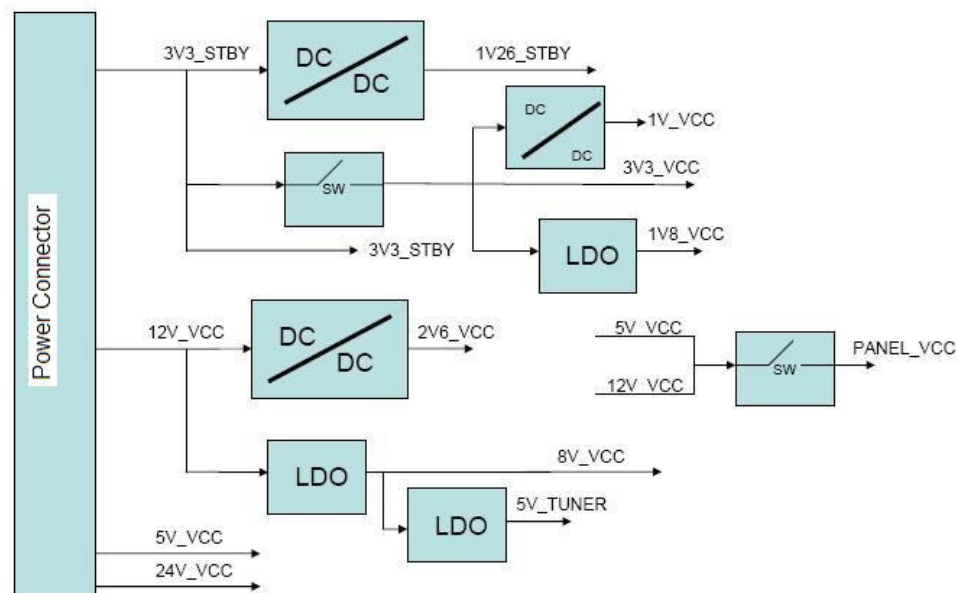 Power Connector
3V3_STBY
DC
DC
1V26_STBY
DC
DC
1V_VCC
SW
3V3_VCC
3V3_STBY
LDO
1V8_VCC
12V_VCC
DC
DC
2V6_VCC
5V_VCC
12V_VCC
SW
PANEL_VCC
LDO
8V_VCC
LDO
5V_TUNER
5V_VCC
24V_VCC